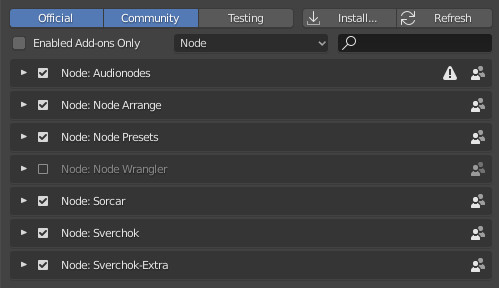 Official Community Testing Install... Refresh
Enabled Add-ons Only Node
Node: Audionodes
Node: Node Arrange
Node: Node Presets
Node: Node Wrangler
Node: Sorcar
Node: Sverchok
Node: Sverchok-Extra